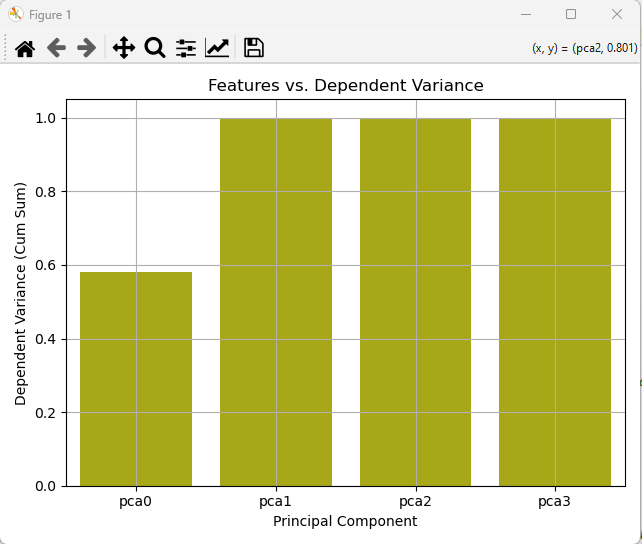 Figure 1
(x, y) = (pca2, 0.801)
Features vs. Dependent Variance
Dependent Variance (Cum Sum)
1.0
0.8
0.6
0.4
0.2
0.0
pca0 pca1 pca2 pca3
Principal Component